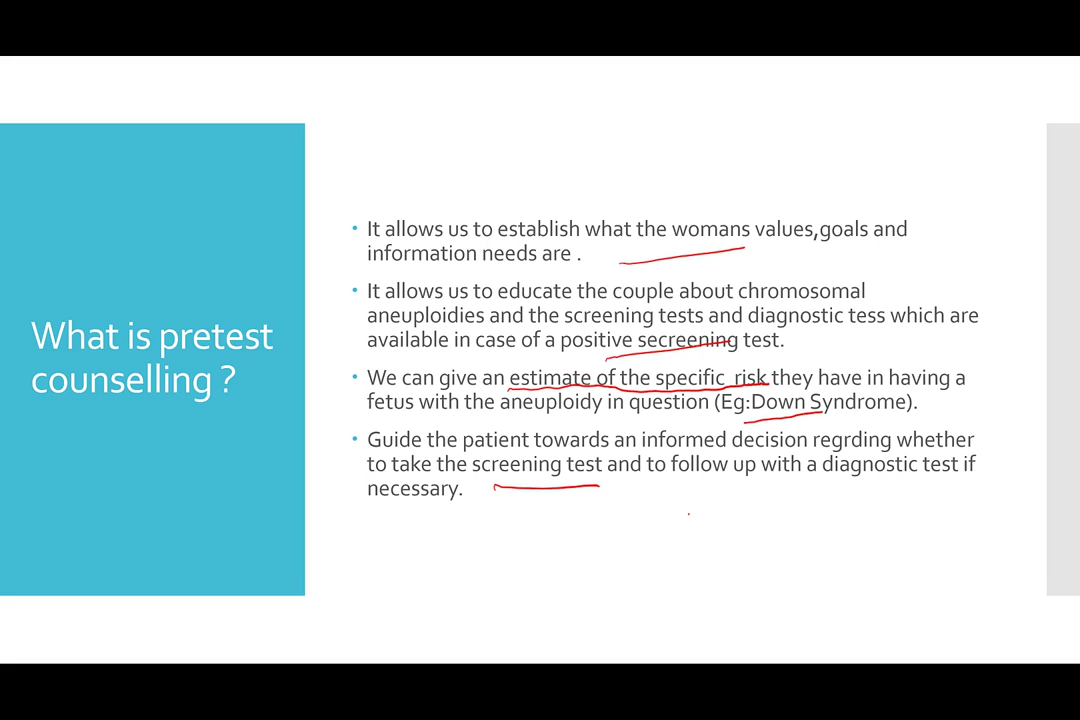 What is pretest
counselling ?
• It allows us to establish what the womans values,goals and
information needs are .
• It allows us to educate the couple about chromosomal
aneuploidies and the screening tests and diagnostic tess which are
available in case of a positive secreening test.
• We can give an estimate of the specific risk they have in having a
fetus with the aneuploidy in question (Eg:Down Syndrome).
• Guide the patient towards an informed decision regrding whether
to take the screening test and to follow up with a diagnostic test if
necessary.